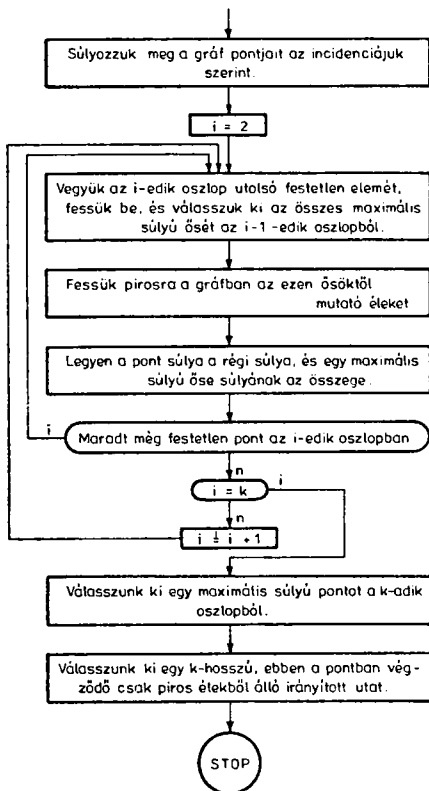 Súlyozzuk meg a gráf pontjait az incidenciájuk
szerint.
i = 2
Vegyük az i-edik oszlop utolsó festetlen elemét,
fessük be, és válasszuk ki az összes maximális
súlyú ősét az i-1-edik oszlopból.
Fessük pirosra a gráfban az ezen ősöktől
mutató éleket
Legyen a pont súlya a régi súlya, és egy maximális
súlyú őse súlyának az összege.
i
Maradt még festetlen pont az i-edik oszlopban
n
i = k
i
n
i = i + 1
Válasszunk ki egy maximális súlyú pontot a k-adik
oszlopból.
Válasszunk ki egy k-hosszú, ebben a pontban vég-
ződő csak piros élekből álló irányított utat.
STOP